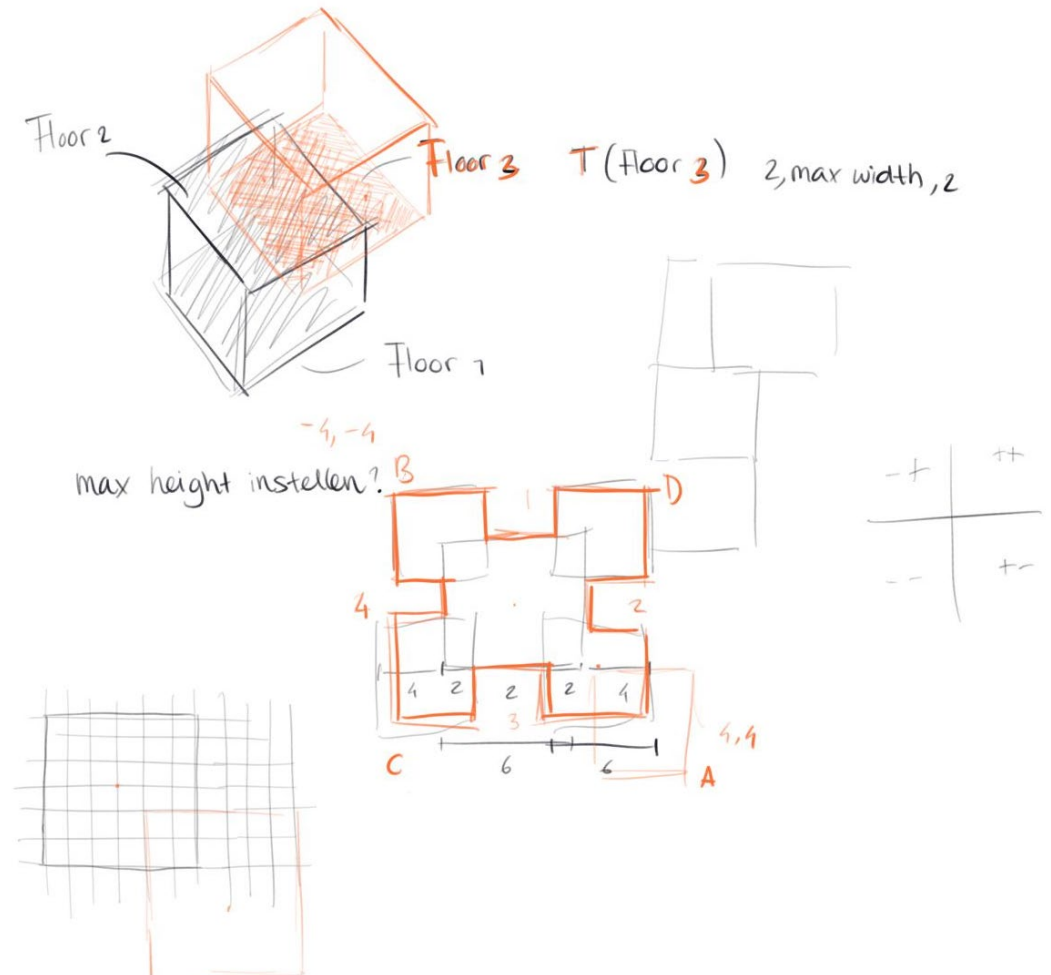 Floor 2
Floor 3
T (Floor 3) 2, max width, 2
Floor 1
-4, -4
max height instellen?
B
D
1
4
2
4 2 2 2 4
3
4,4
6 6
C
A
-+ ++
-- +-